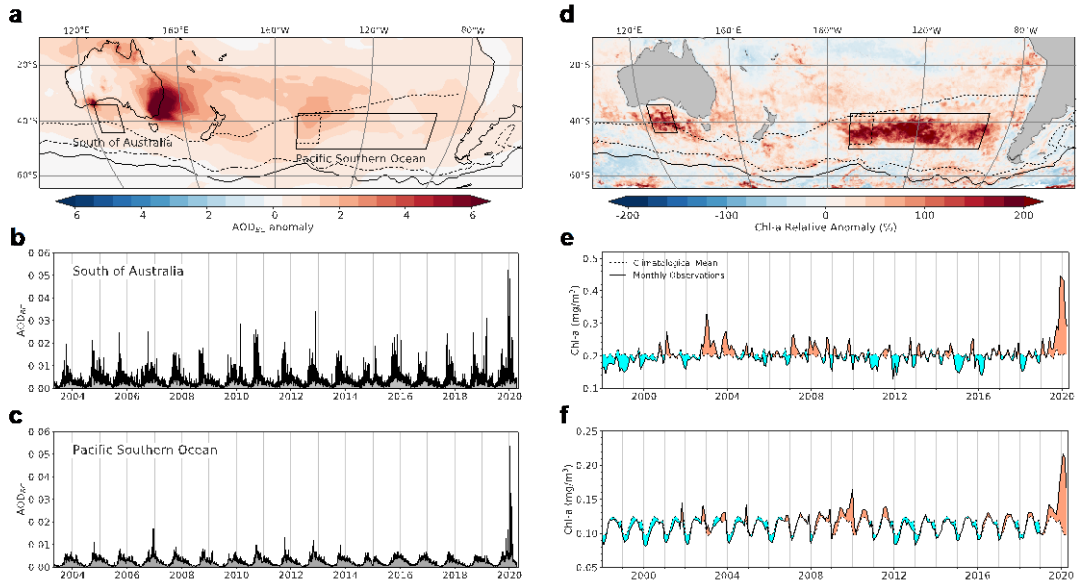 a
120°E
160°E
160°W
120°W
80°W
20°S
40°S
60°S
South of Australia
Pacific Southern Ocean
6
4
2
0
2
4
6
AOD_BC anomaly
b
0.06
0.05
0.04
0.03
0.02
0.01
0.00
AOD_BC
South of Australia
2004
2006
2008
2010
2012
2014
2016
2018
2020
c
0.06
0.05
0.04
0.03
0.02
0.01
0.00
AOD_BC
Pacific Southern Ocean
2004
2006
2008
2010
2012
2014
2016
2018
2020
d
120°E
160°E
160°W
120°W
80°W
20°S
40°S
60°S
-200
-100
0
100
200
Chl-a Relative Anomaly (%)
e
0.5
0.4
0.3
0.2
0.1
Chl-a (mg/m³)
Climatological Mean
Monthly Observations
2000
2004
2008
2012
2016
2020
f
0.25
0.20
0.15
0.10
0.05
Chl-a (mg/m³)
2000
2004
2008
2012
2016
2020